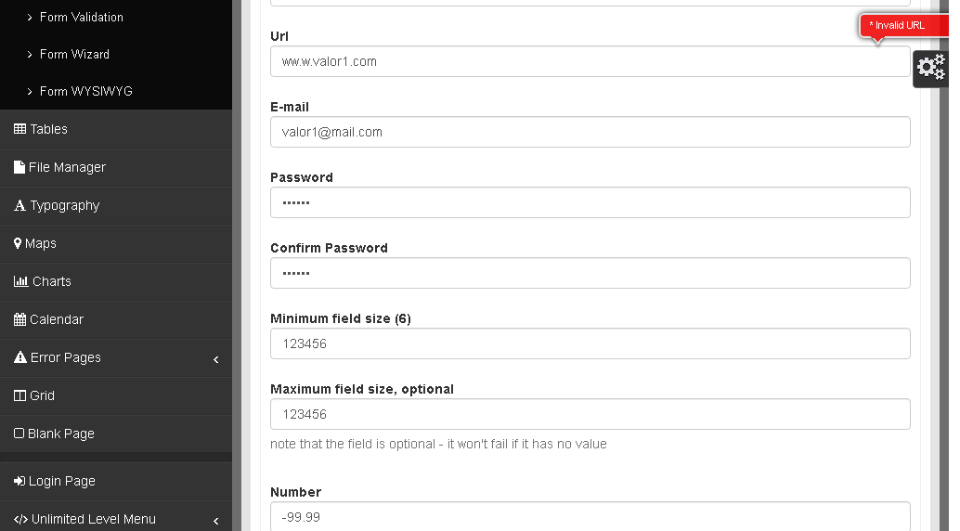 Form Validation
Form Wizard
Form WYSIWYG
Tables
File Manager
Typography
Maps
Charts
Calendar
Error Pages
Grid
Blank Page
Login Page
Unlimited Level Menu
* Invalid URL
Url
ww.w.valor1.com
E-mail
valor1@mail.com
Password
••••••
Confirm Password
••••••
Minimum field size (6)
123456
Maximum field size, optional
123456
note that the field is optional - it won't fail if it has no value
Number
-99.99